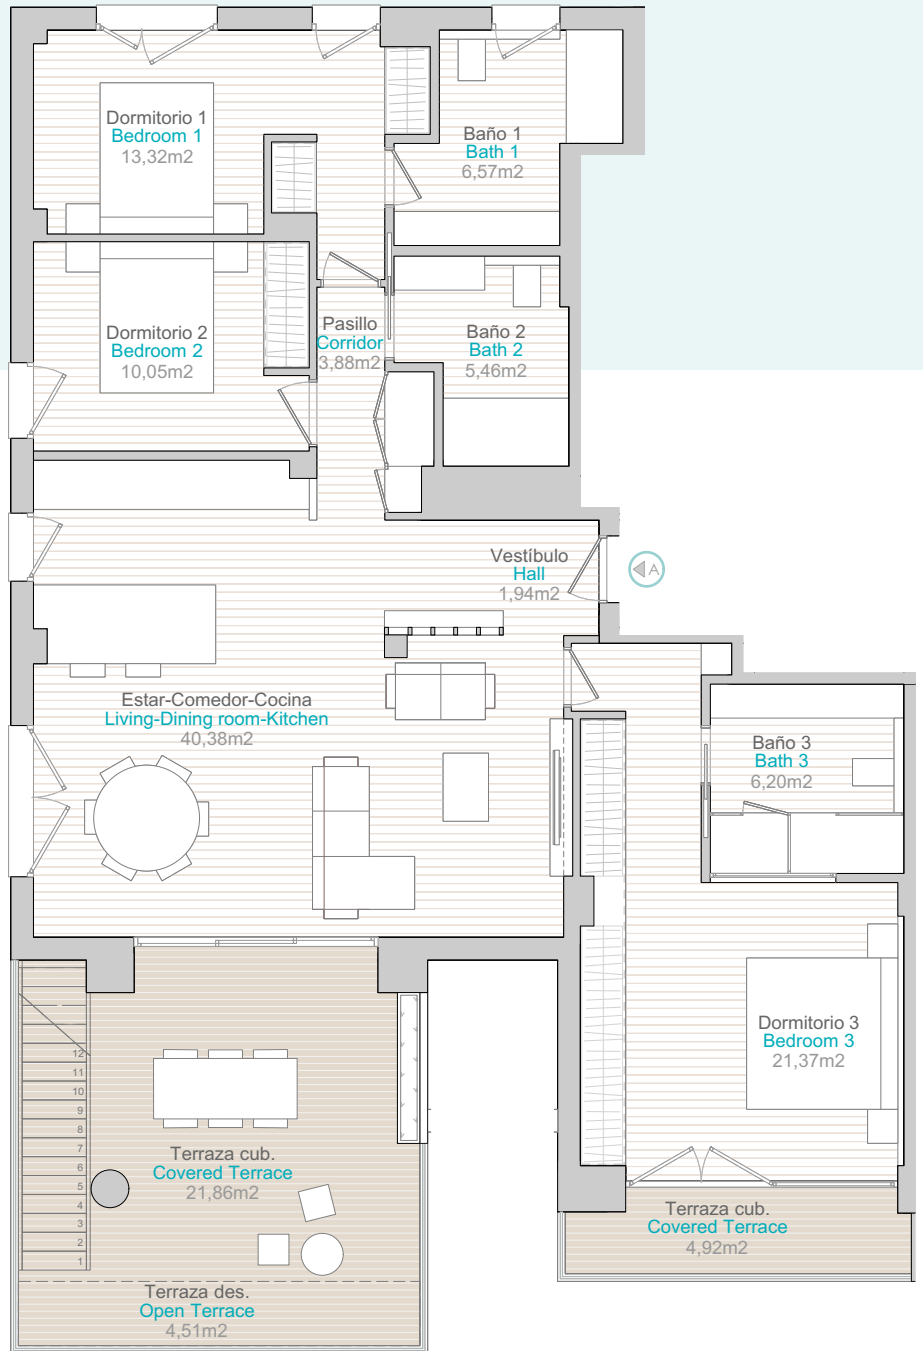 Dormitorio 1
Bedroom 1
13,32m2
Baño 1
Bath 1
6,57m2
Dormitorio 2
Bedroom 2
10,05m2
Pasillo
Corridor
3,88m2
Baño 2
Bath 2
5,46m2
Vestíbulo
Hall
1,94m2
A
Estar-Comedor-Cocina
Living-Dining room-Kitchen
40,38m2
Baño 3
Bath 3
6,20m2
Dormitorio 3
Bedroom 3
21,37m2
12
11
10
9
8
7
6
5
4
3
2
1
Terraza cub.
Covered Terrace
21,86m2
Terraza cub.
Covered Terrace
4,92m2
Terraza des.
Open Terrace
4,51m2